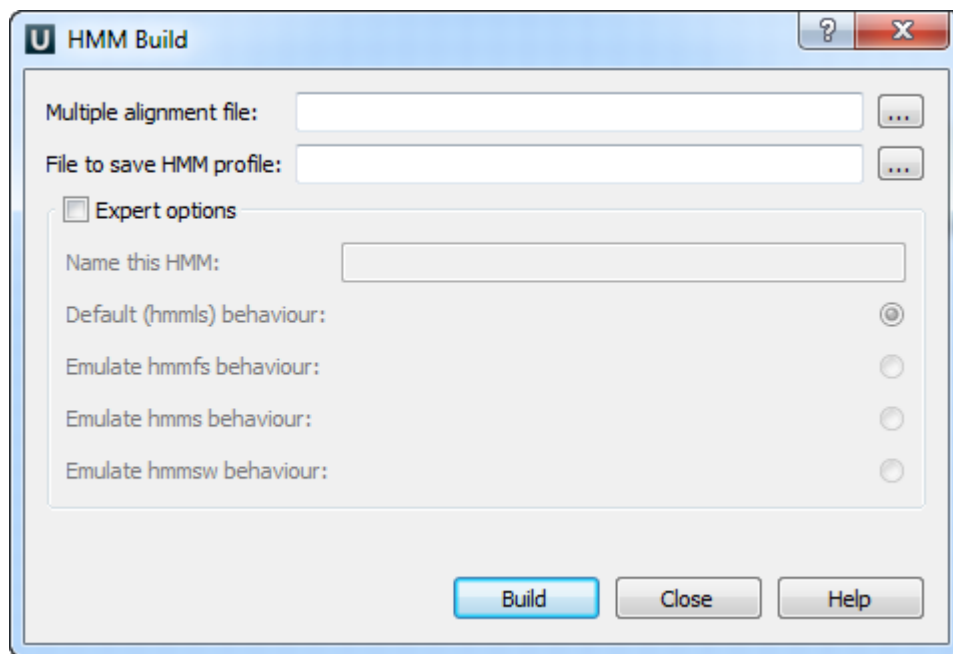 U HMM Build
? X
Multiple alignment file: ...
File to save HMM profile: ...
Expert options
Name this HMM:
Default (hmmls) behaviour:
Emulate hmmfs behaviour:
Emulate hmms behaviour:
Emulate hmmsw behaviour:
Build Close Help